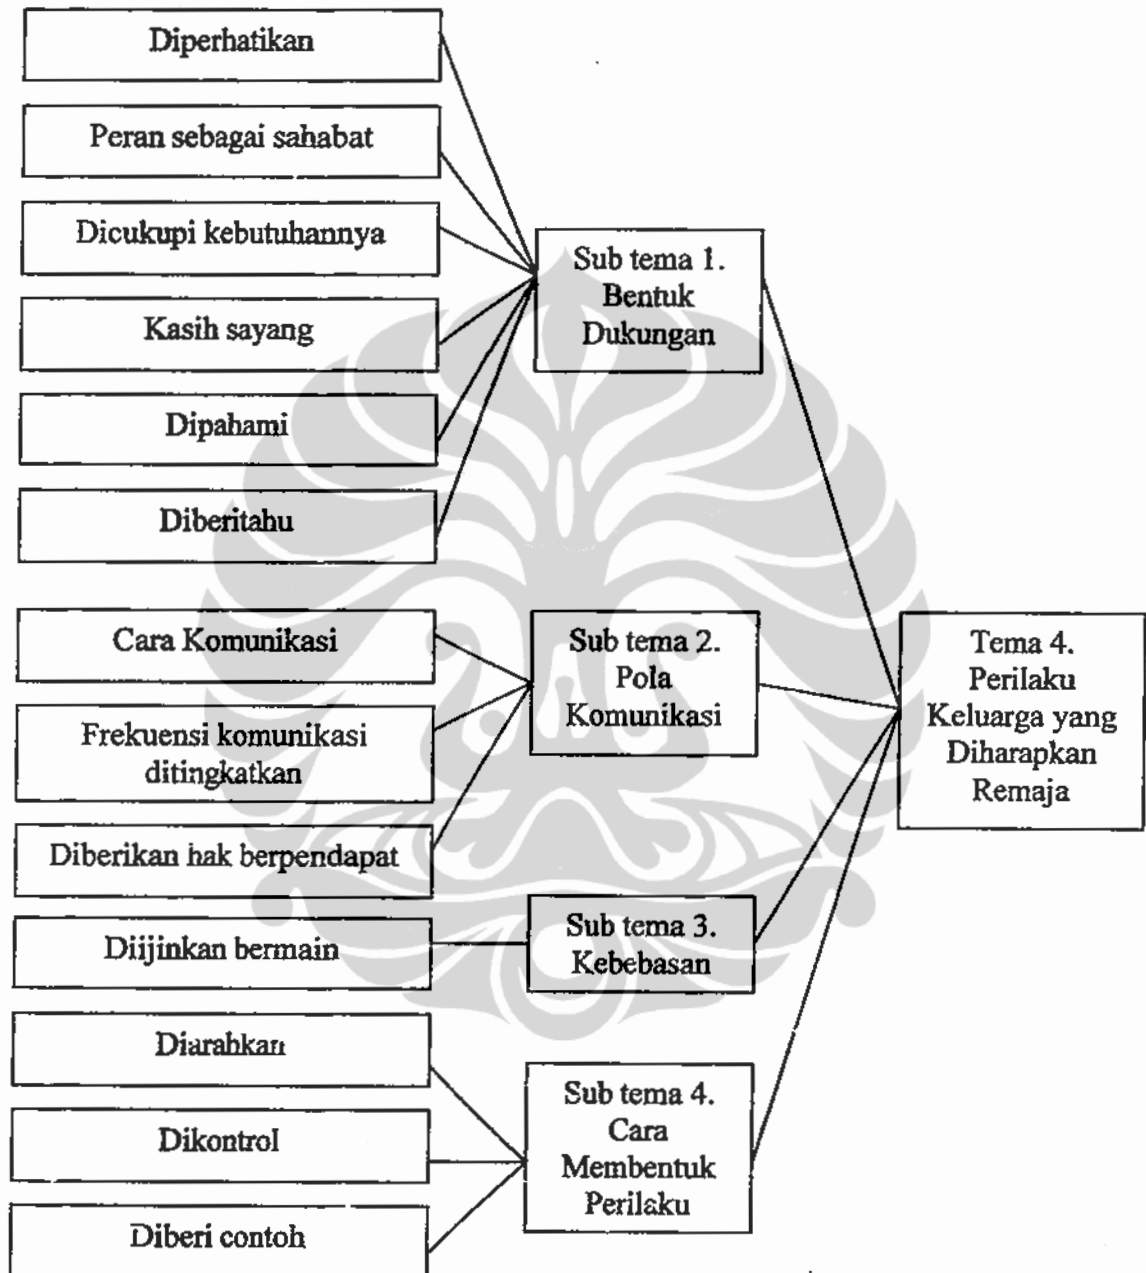 Diperhatikan
Peran sebagai sahabat
Dicukupi kebutuhannya
Kasih sayang
Dipahami
Diberitahu
Sub tema 1.
Bentuk
Dukungan
Cara Komunikasi
Frekuensi komunikasi
ditingkatkan
Diberikan hak berpendapat
Sub tema 2.
Pola
Komunikasi
Diijinkan bermain
Sub tema 3.
Kebebasan
Diarahkan
Dikontrol
Diberi contoh
Sub tema 4.
Cara
Membentuk
Perilaku
Tema 4.
Perilaku
Keluarga yang
Diharapkan
Remaja